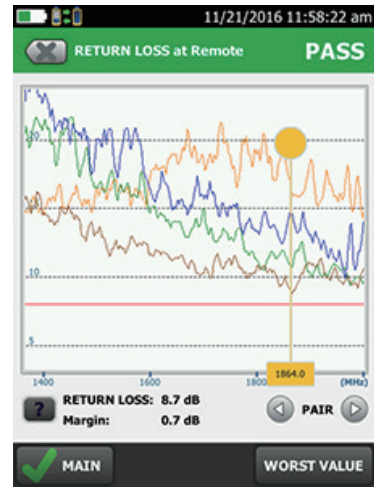 11/21/2016 11:58:22 am
RETURN LOSS at Remote PASS
10
5
1864.0
1400 1600 1800 (MHz)
? RETURN LOSS: 8.7 dB
Margin: 0.7 dB
PAIR
MAIN WORST VALUE